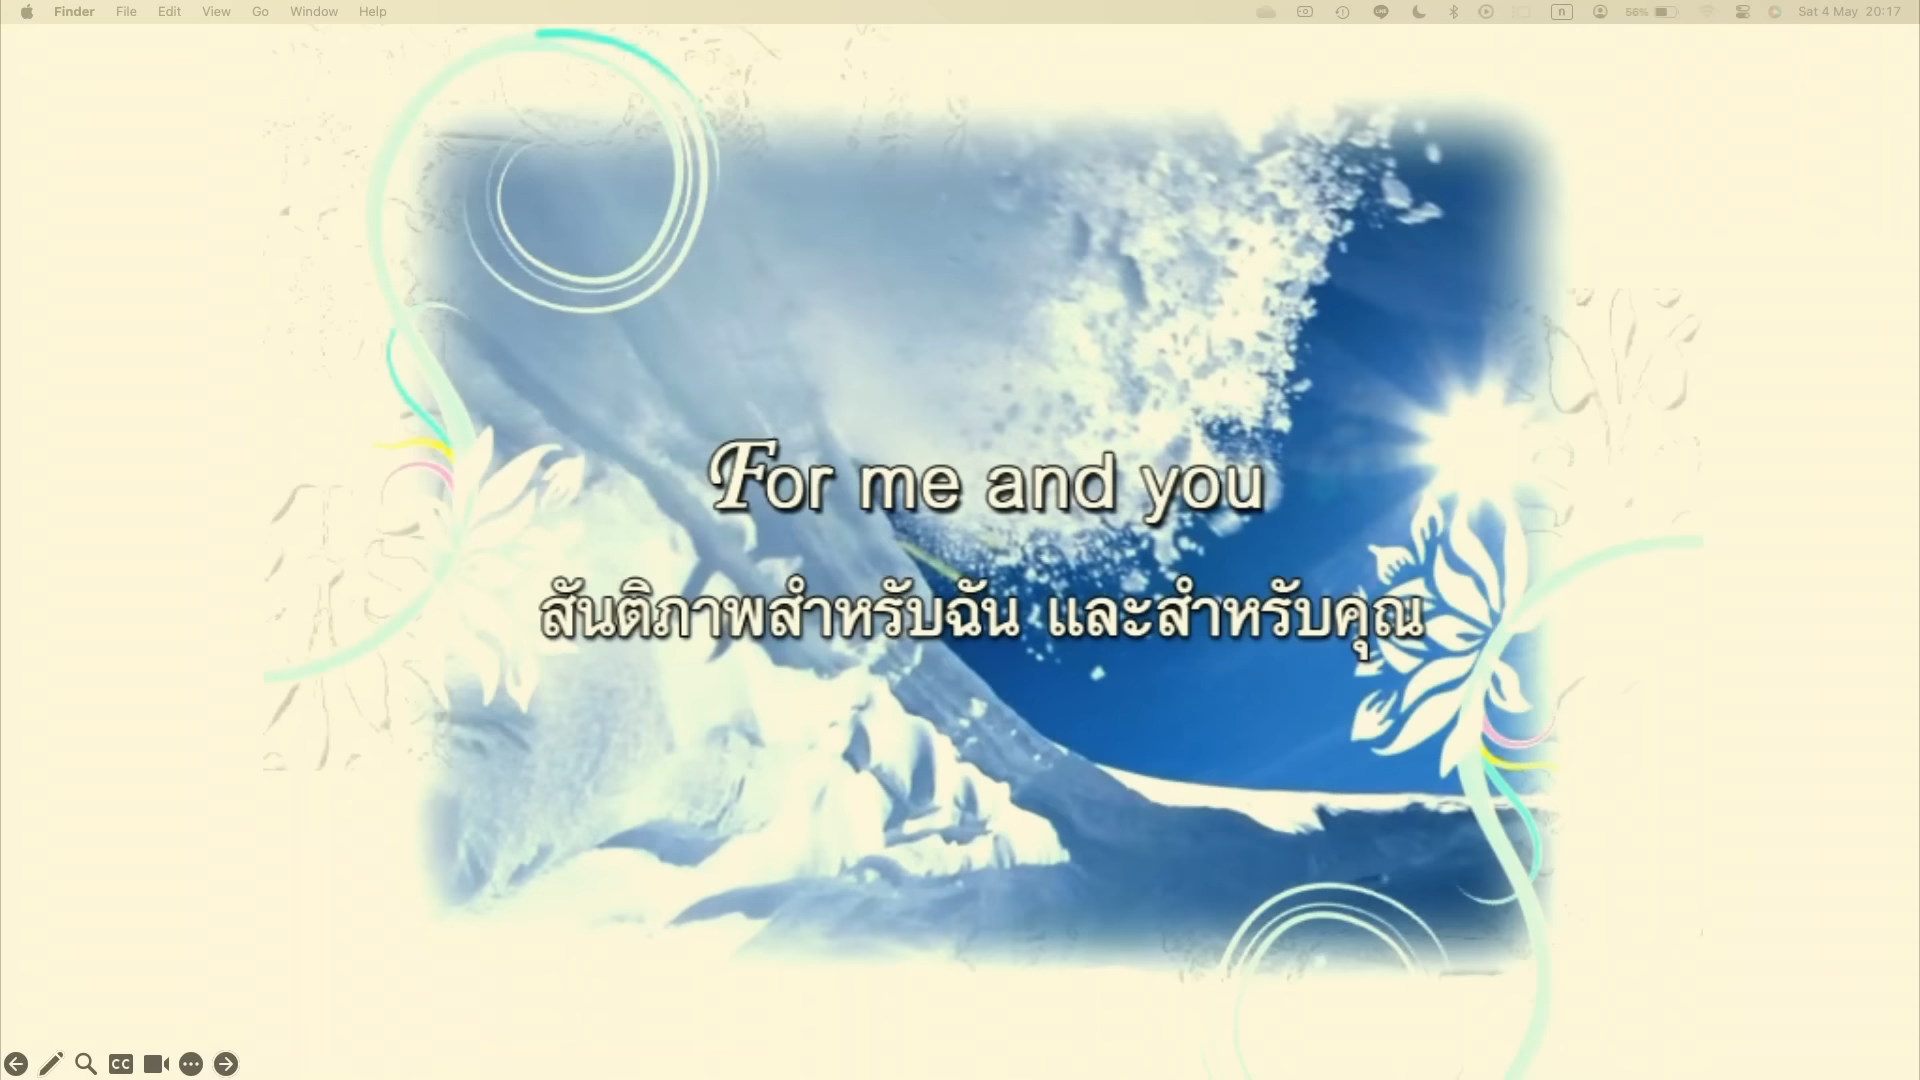 Finder File Edit View Go Window Help 56% Sat 4 May 20:17
For me and you
สันติภาพสำหรับฉัน และสำหรับคุณ
CC